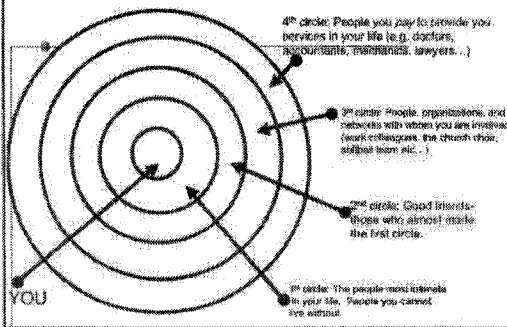 4th circle: People you pay to provide you
services in your life (e.g. doctors,
accountants, mechanics, lawyers...)
3rd circle: People, organizations, and
networks with whom you are involved
(work colleagues, the church choir,
softball team etc...)
2nd circle: Good friends-
those who almost made
the first circle.
1st circle: The people most intimate
in your life. People you cannot
live without.
YOU